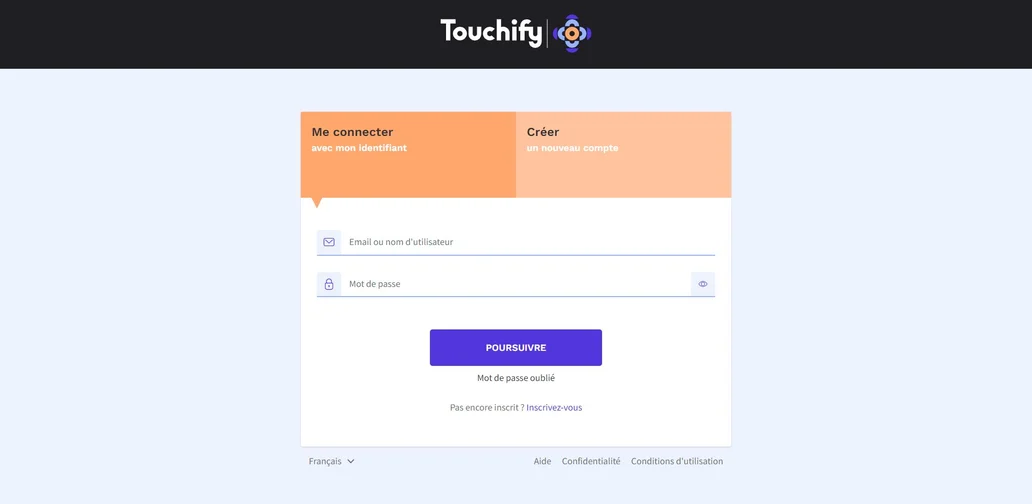 Touchify
Me connecter
avec mon identifiant
Créer
un nouveau compte
Email ou nom d'utilisateur
Mot de passe
POURSUIVRE
Mot de passe oublié
Pas encore inscrit ? Inscrivez-vous
Français
Aide
Confidentialité
Conditions d'utilisation